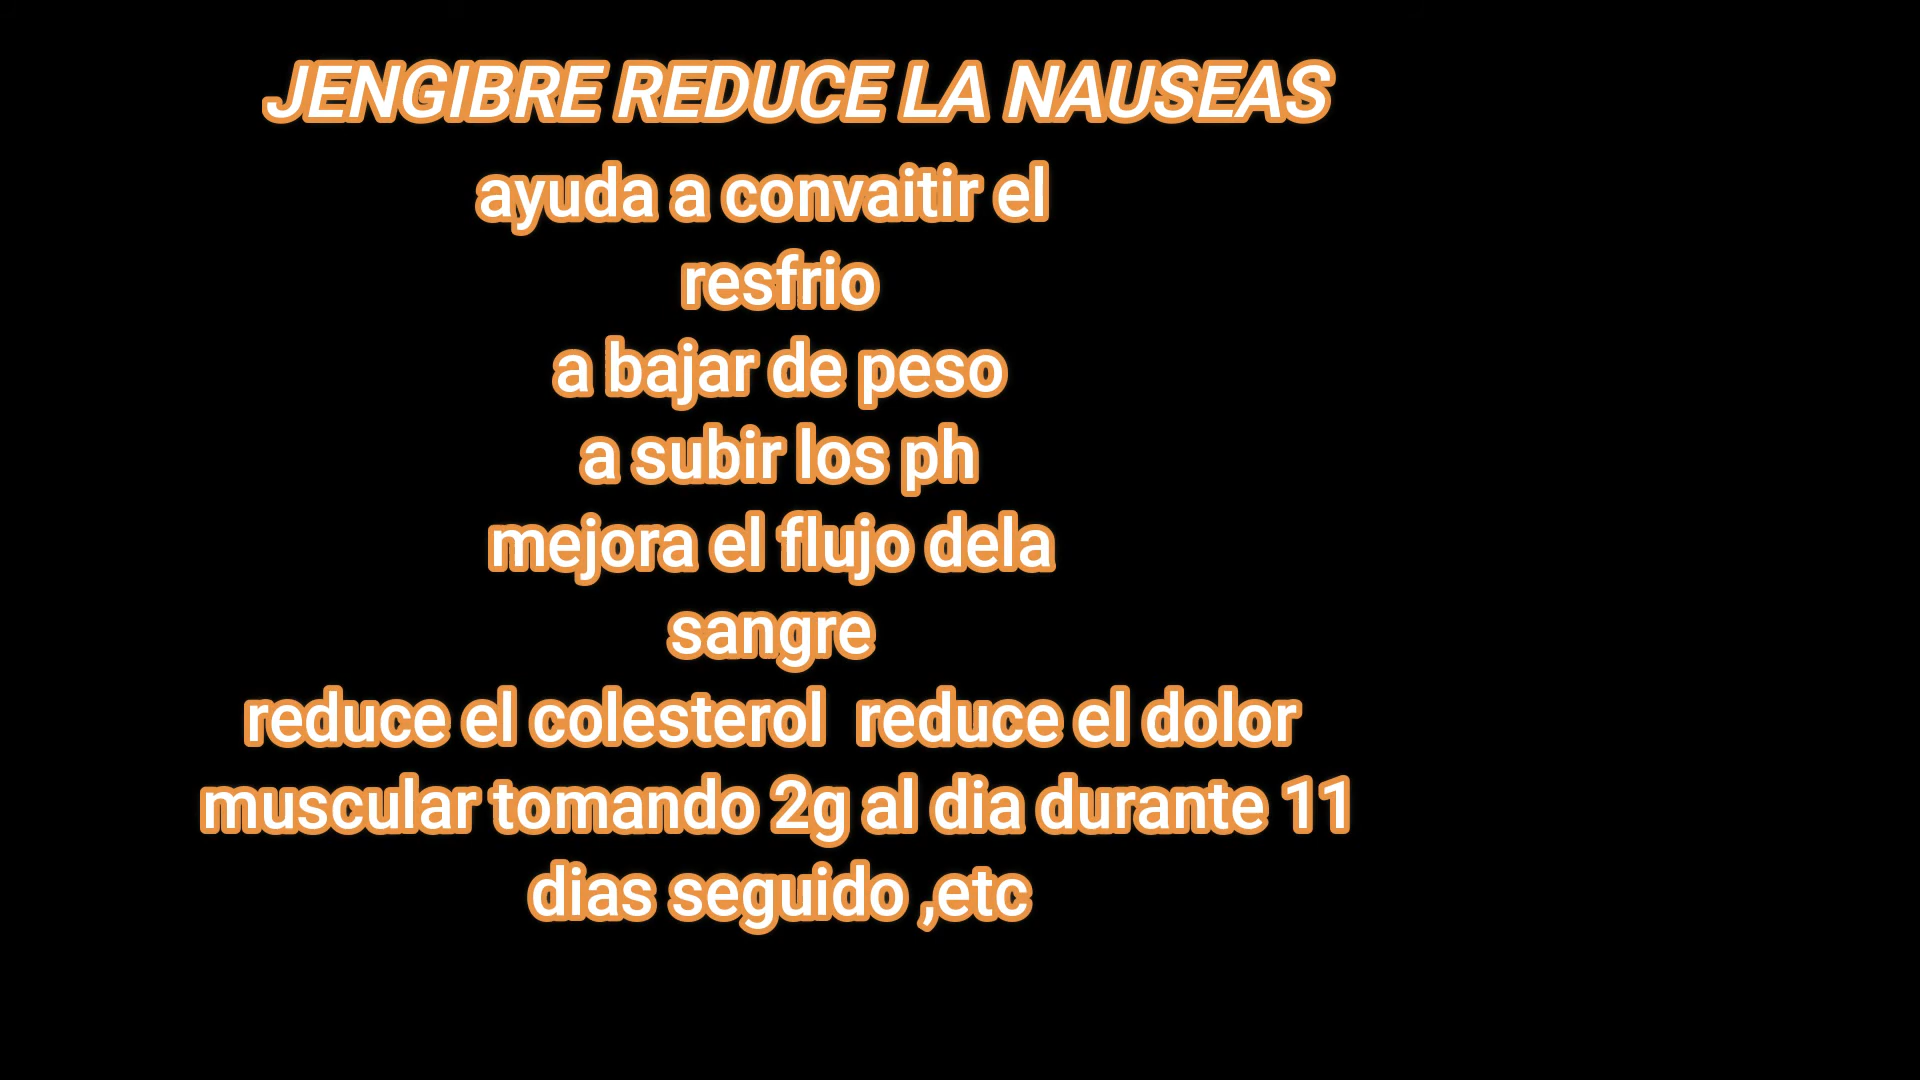 JENGIBRE REDUCE LA NAUSEAS
ayuda a convaitir el
resfrio
a bajar de peso
a subir los ph
mejora el flujo dela
sangre
reduce el colesterol  reduce el dolor
muscular tomando 2g al dia durante 11
dias seguido ,etc